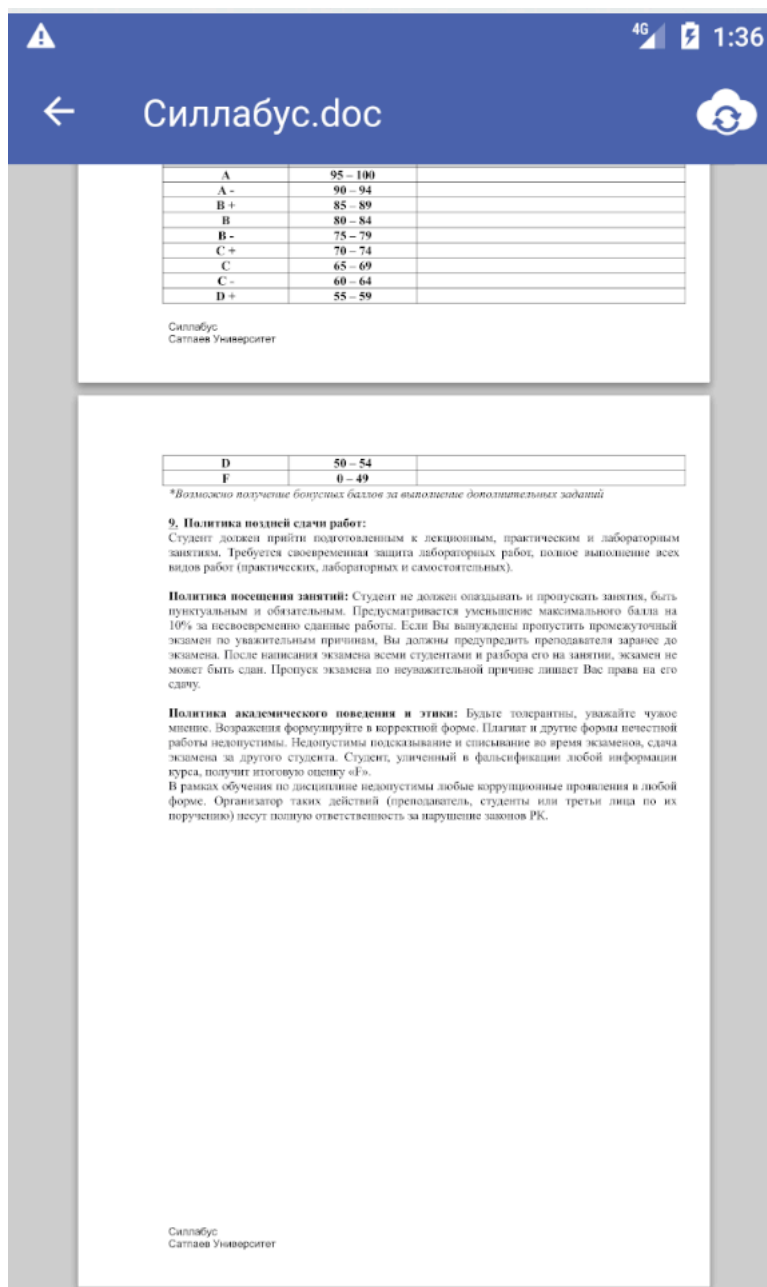 4G 1:36
Силлабус.doc
A 95 – 100
A - 90 – 94
B + 85 – 89
B 80 – 84
B - 75 – 79
C + 70 – 74
C 65 – 69
C - 60 – 64
D + 55 – 59
Силлабус
Сатпаев Университет
D 50 – 54
F 0 – 49
*Возможно получение бонусных баллов за выполнение дополнительных заданий
9. Политика поздней сдачи работ:
Студент должен прийти подготовленным к лекционным, практическим и лабораторным
занятиям. Требуется своевременная защита лабораторных работ, полное выполнение всех
видов работ (практических, лабораторных и самостоятельных).
Политика посещения занятий: Студент не должен опаздывать и пропускать занятия, быть
пунктуальным и обязательным. Предусматривается уменьшение максимального балла на
10% за несвоевременно сданные работы. Если Вы вынуждены пропустить промежуточный
экзамен по уважительным причинам, Вы должны предупредить преподавателя заранее до
экзамена. После написания экзамена всеми студентами и разбора его на занятии, экзамен не
может быть сдан. Пропуск экзамена по неуважительной причине лишает Вас права на его
сдачу.
Политика академического поведения и этики: Будьте толерантны, уважайте чужое
мнение. Возражения формулируйте в корректной форме. Плагиат и другие формы нечестной
работы недопустимы. Недопустимы подсказывание и списывание во время экзаменов, сдача
экзамена за другого студента. Студент, уличенный в фальсификации любой информации
курса, получит итоговую оценку «F».
В рамках обучения по дисциплине недопустимы любые коррупционные проявления в любой
форме. Организатор таких действий (преподаватель, студенты или третьи лица по их
поручению) несут полную ответственность за нарушение законов РК.
Силлабус
Сатпаев Университет